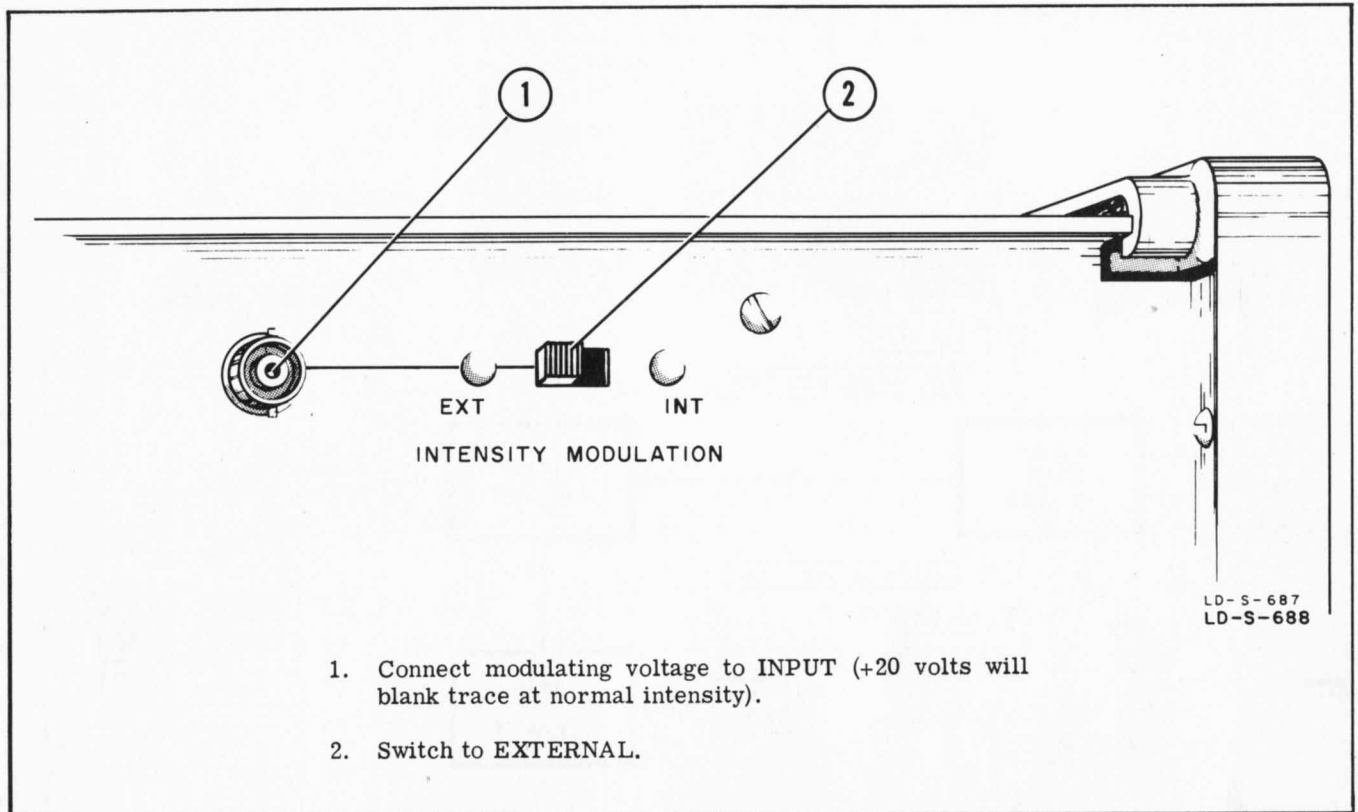 1
2
EXT
INT
INTENSITY MODULATION
LD-S-687
LD-S-688
1. Connect modulating voltage to INPUT (+20 volts will
blank trace at normal intensity).
2. Switch to EXTERNAL.